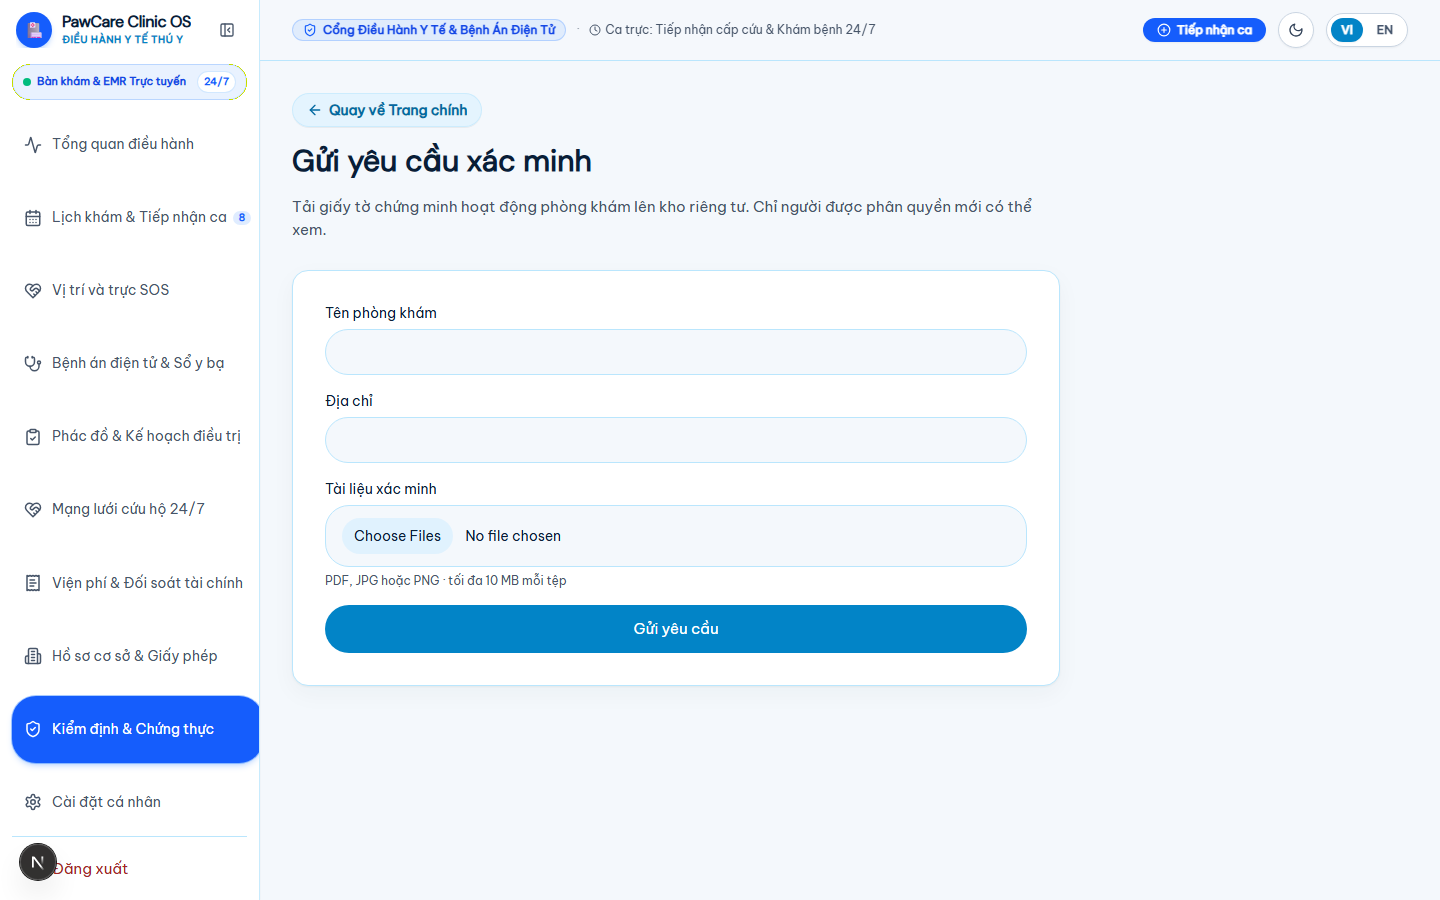 PawCare Clinic OS
ĐIỀU HÀNH Y TẾ THÚ Y
Bàn khám & EMR Trực tuyến 24/7
Tổng quan điều hành
Lịch khám & Tiếp nhận ca 8
Vị trí và trực SOS
Bệnh án điện tử & Sổ y bạ
Phác đồ & Kế hoạch điều trị
Mạng lưới cứu hộ 24/7
Viện phí & Đối soát tài chính
Hồ sơ cơ sở & Giấy phép
Kiểm định & Chứng thực
Cài đặt cá nhân
N
Đăng xuất
Cổng Điều Hành Y Tế & Bệnh Án Điện Tử · Ca trực: Tiếp nhận cấp cứu & Khám bệnh 24/7
Tiếp nhận ca
VI EN
Quay về Trang chính
Gửi yêu cầu xác minh
Tải giấy tờ chứng minh hoạt động phòng khám lên kho riêng tư. Chỉ người được phân quyền mới có thể
xem.
Tên phòng khám
Địa chỉ
Tài liệu xác minh
Choose Files No file chosen
PDF, JPG hoặc PNG · tối đa 10 MB mỗi tệp
Gửi yêu cầu